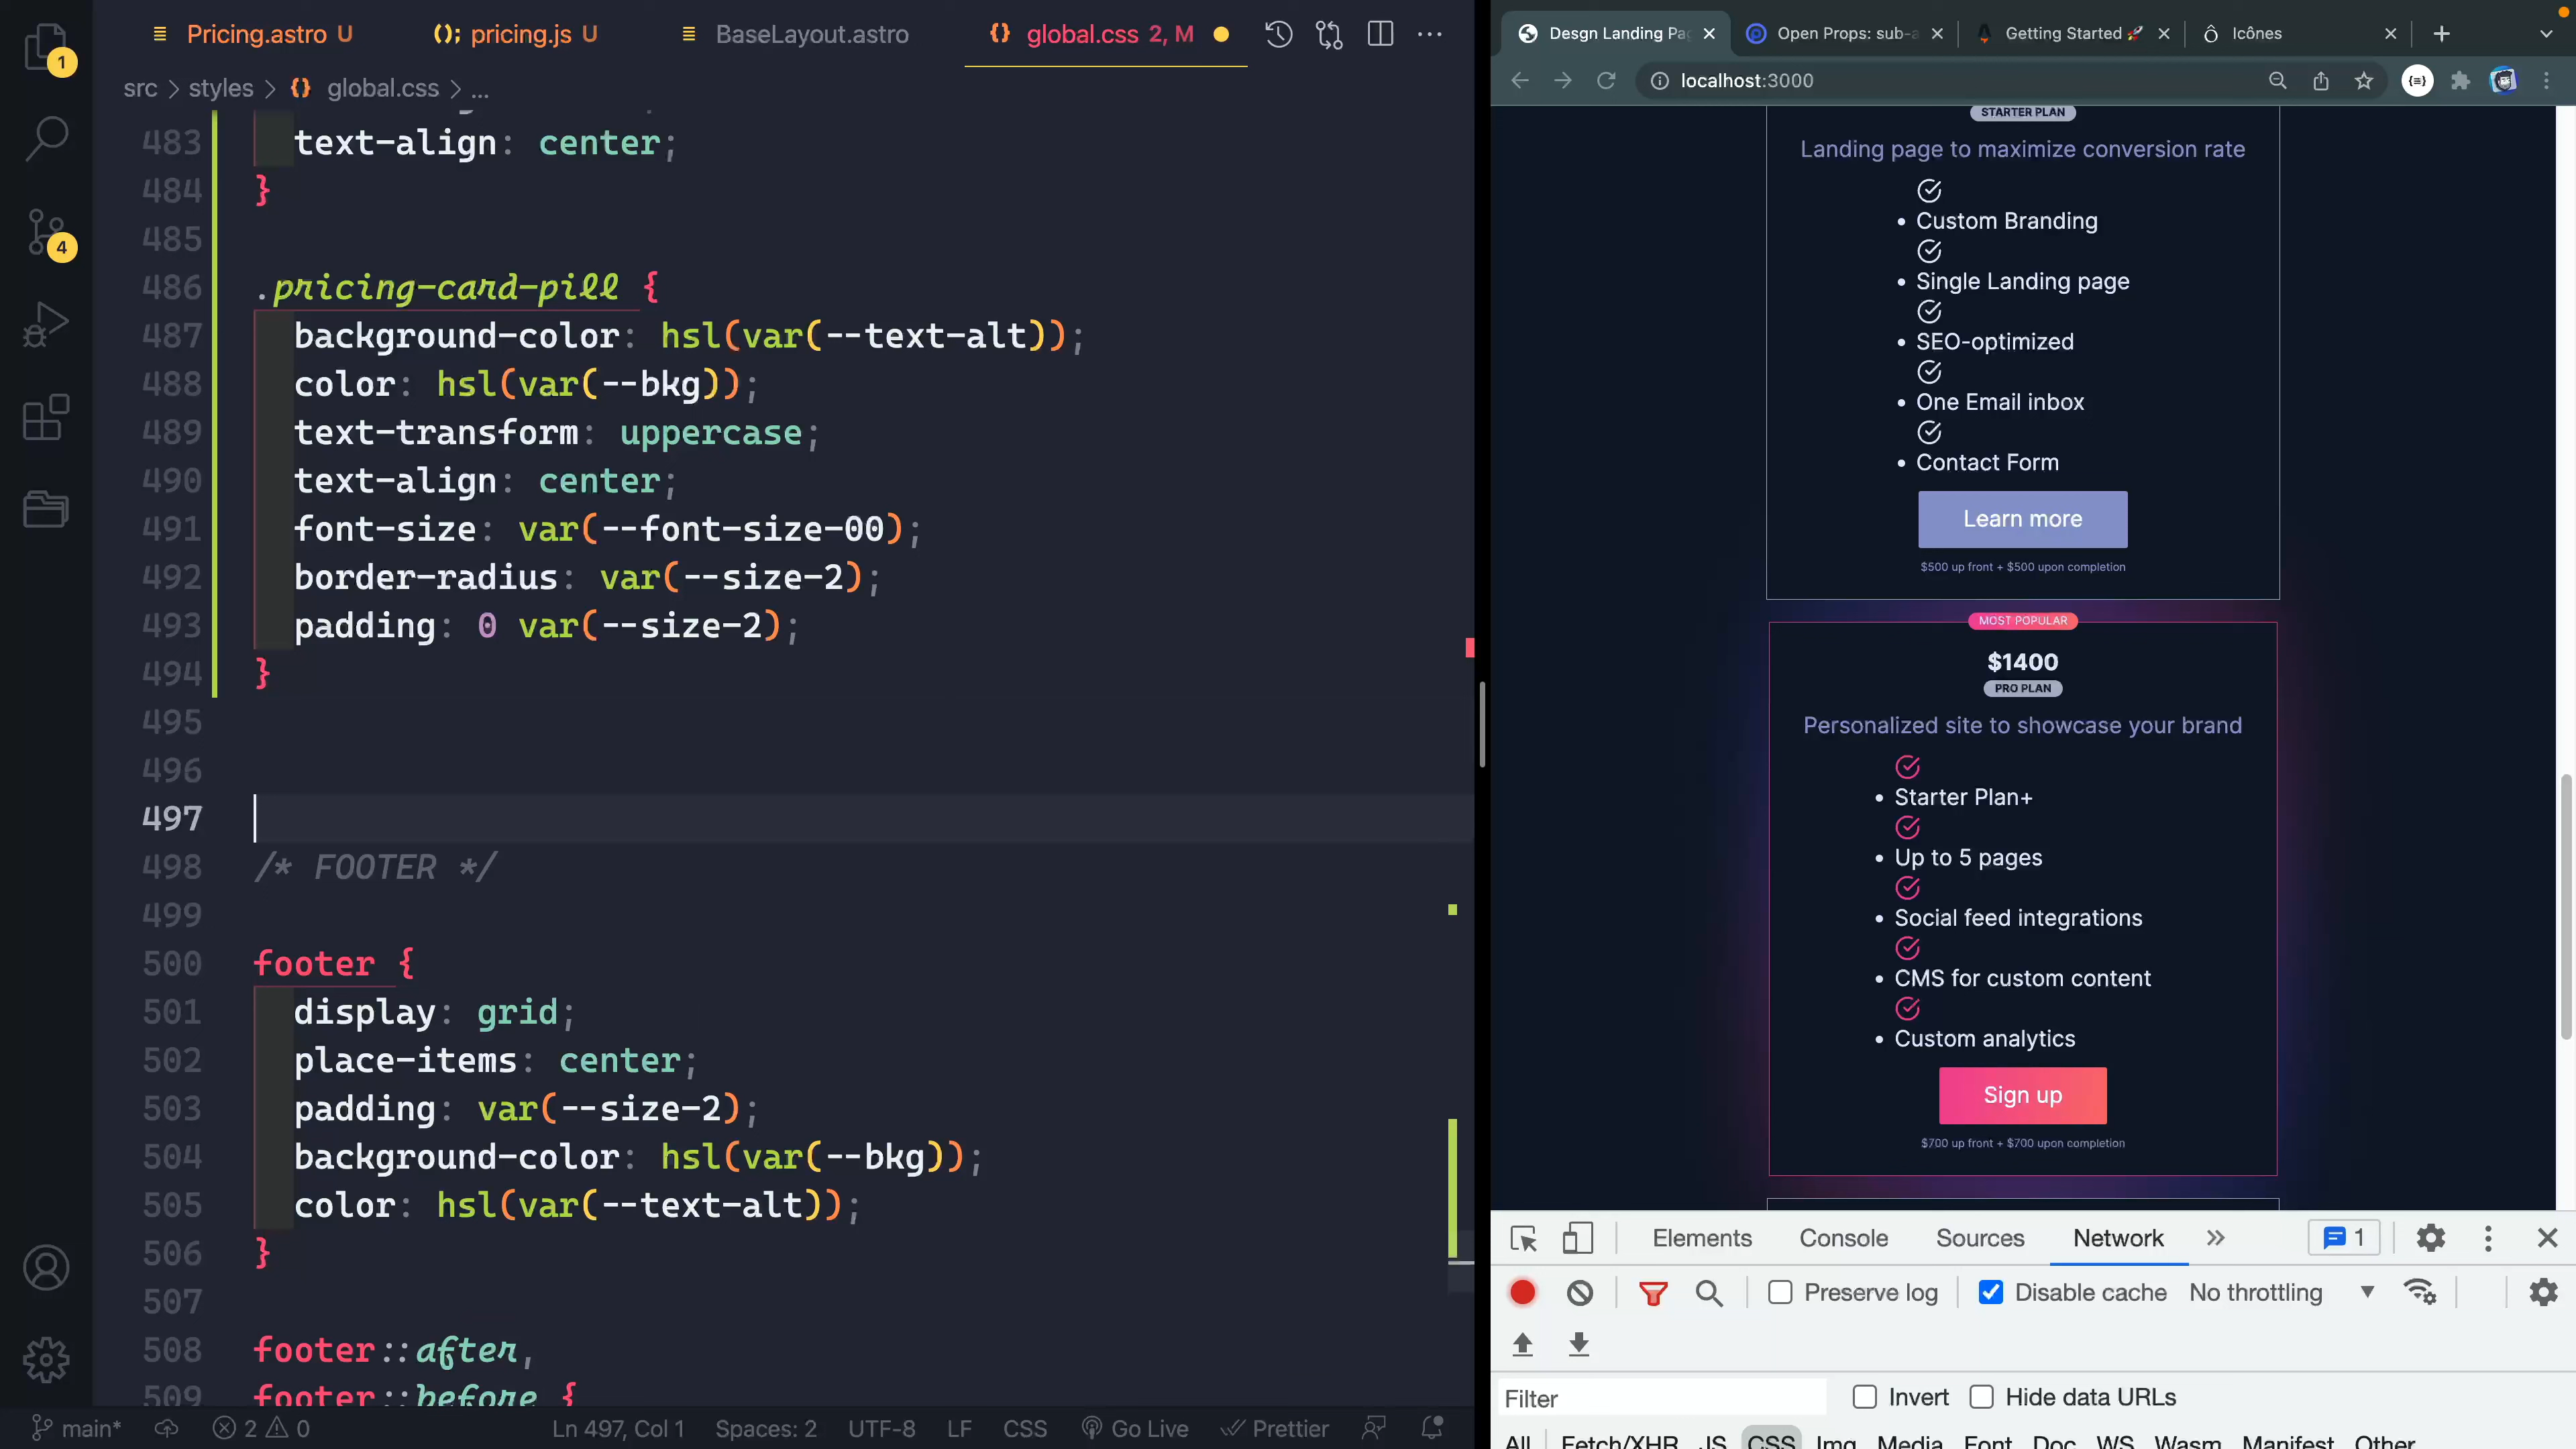 Pricing.astro U
pricing.js U
BaseLayout.astro
global.css 2, M
src > styles > {} global.css > ...
483 text-align: center;
484 }
485
486 .pricing-card-pill {
487 background-color: hsl(var(--text-alt));
488 color: hsl(var(--bkg));
489 text-transform: uppercase;
490 text-align: center;
491 font-size: var(--font-size-00);
492 border-radius: var(--size-2);
493 padding: 0 var(--size-2);
494 }
495
496
497
498 /* FOOTER */
499
500 footer {
501 display: grid;
502 place-items: center;
503 padding: var(--size-2);
504 background-color: hsl(var(--bkg));
505 color: hsl(var(--text-alt));
506 }
507
508 footer::after,
509 footer::before {
1
4
main*
2 0
Ln 497, Col 1
Spaces: 2
UTF-8
LF
CSS
Go Live
Prettier
Desgn Landing Pa
Open Props: sub-a
Getting Started 🚀
Icônes
localhost:3000
STARTER PLAN
Landing page to maximize conversion rate
• Custom Branding
• Single Landing page
• SEO-optimized
• One Email inbox
• Contact Form
Learn more
$500 up front + $500 upon completion
MOST POPULAR
$1400
PRO PLAN
Personalized site to showcase your brand
• Starter Plan+
• Up to 5 pages
• Social feed integrations
• CMS for custom content
• Custom analytics
Sign up
$700 up front + $700 upon completion
Elements Console Sources Network » 1
Preserve log Disable cache No throttling
Filter Invert Hide data URLs
All Fetch/XHR JS CSS Img Media Font Doc WS Wasm Manifest Other